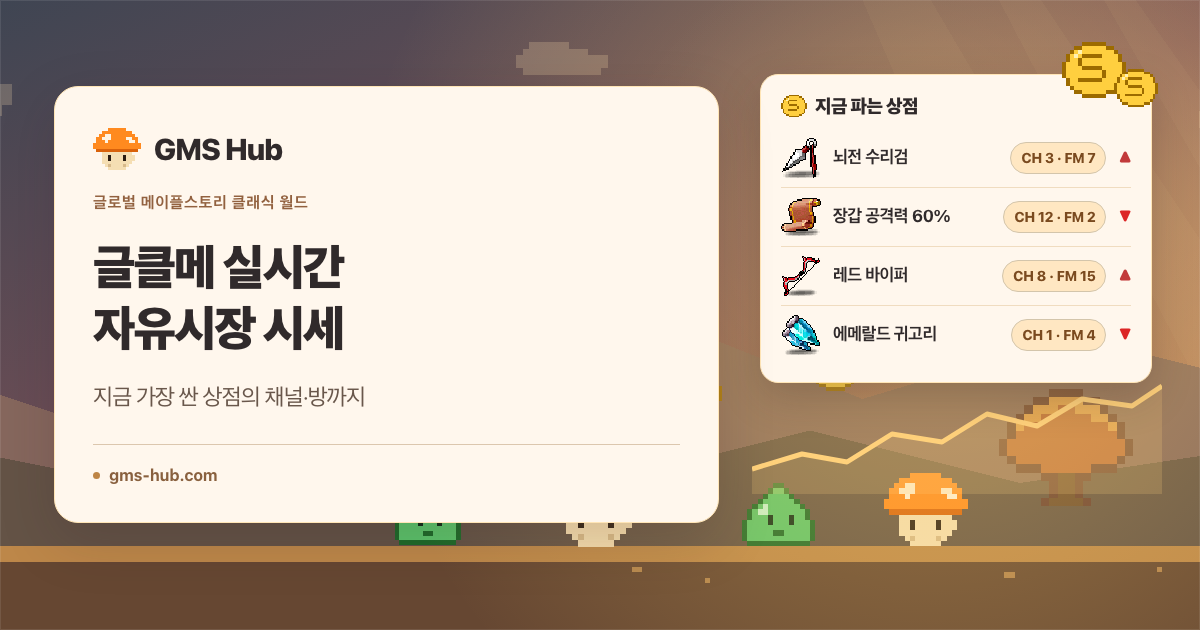 GMS Hub
글로벌 메이플스토리 클래식 월드
글클메 실시간
자유시장 시세
지금 가장 싼 상점의 채널·방까지
gms-hub.com
지금 파는 상점
뇌전 수리검 CH 3 · FM 7
장갑 공격력 60% CH 12 · FM 2
레드 바이퍼 CH 8 · FM 15
에메랄드 귀고리 CH 1 · FM 4